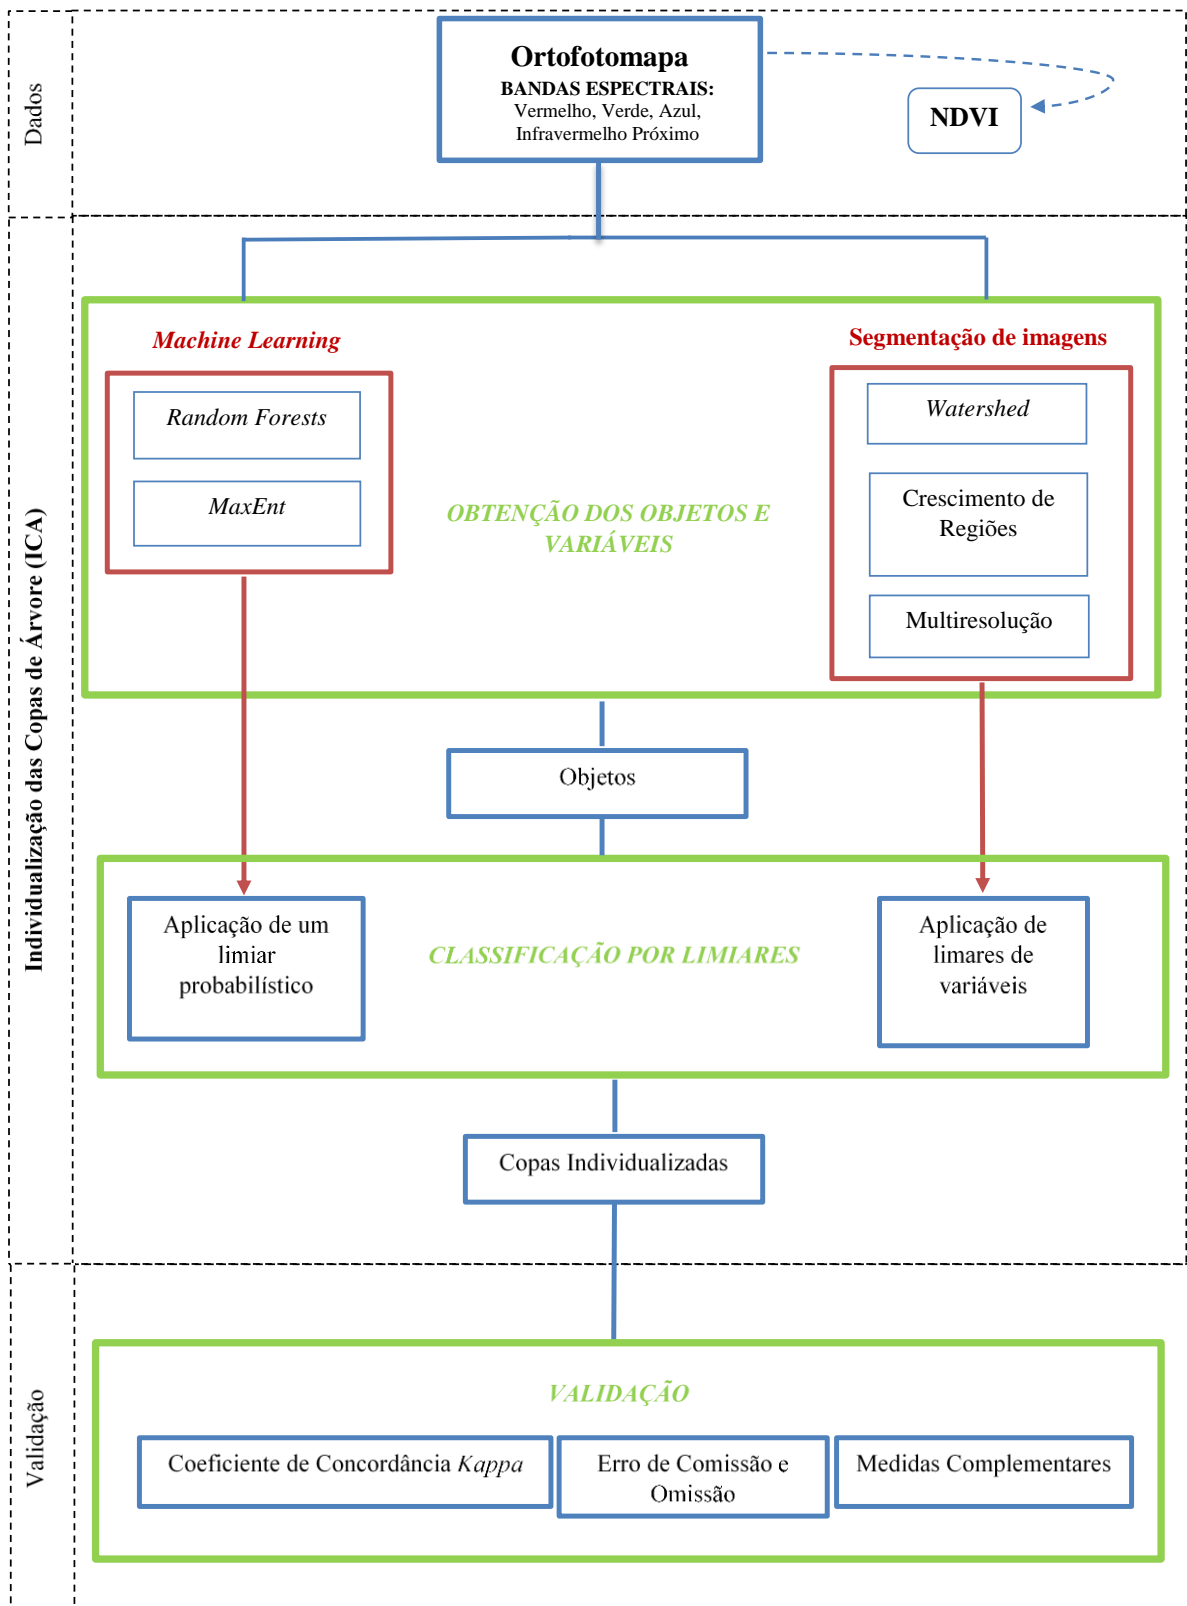 Dados
Ortofotomapa
BANDAS ESPECTRAIS:
Vermelho, Verde, Azul,
Infravermelho Próximo
NDVI
Individualização das Copas de Árvore (ICA)
Machine Learning
Random Forests
MaxEnt
OBTENÇÃO DOS OBJETOS E
VARIÁVEIS
Segmentação de imagens
Watershed
Crescimento de
Regiões
Multiresolução
Objetos
Aplicação de um
limiar
probabilístico
CLASSIFICAÇÃO POR LIMIARES
Aplicação de
limares de
variáveis
Copas Individualizadas
Validação
VALIDAÇÃO
Coeficiente de Concordância Kappa
Erro de Comissão e
Omissão
Medidas Complementares